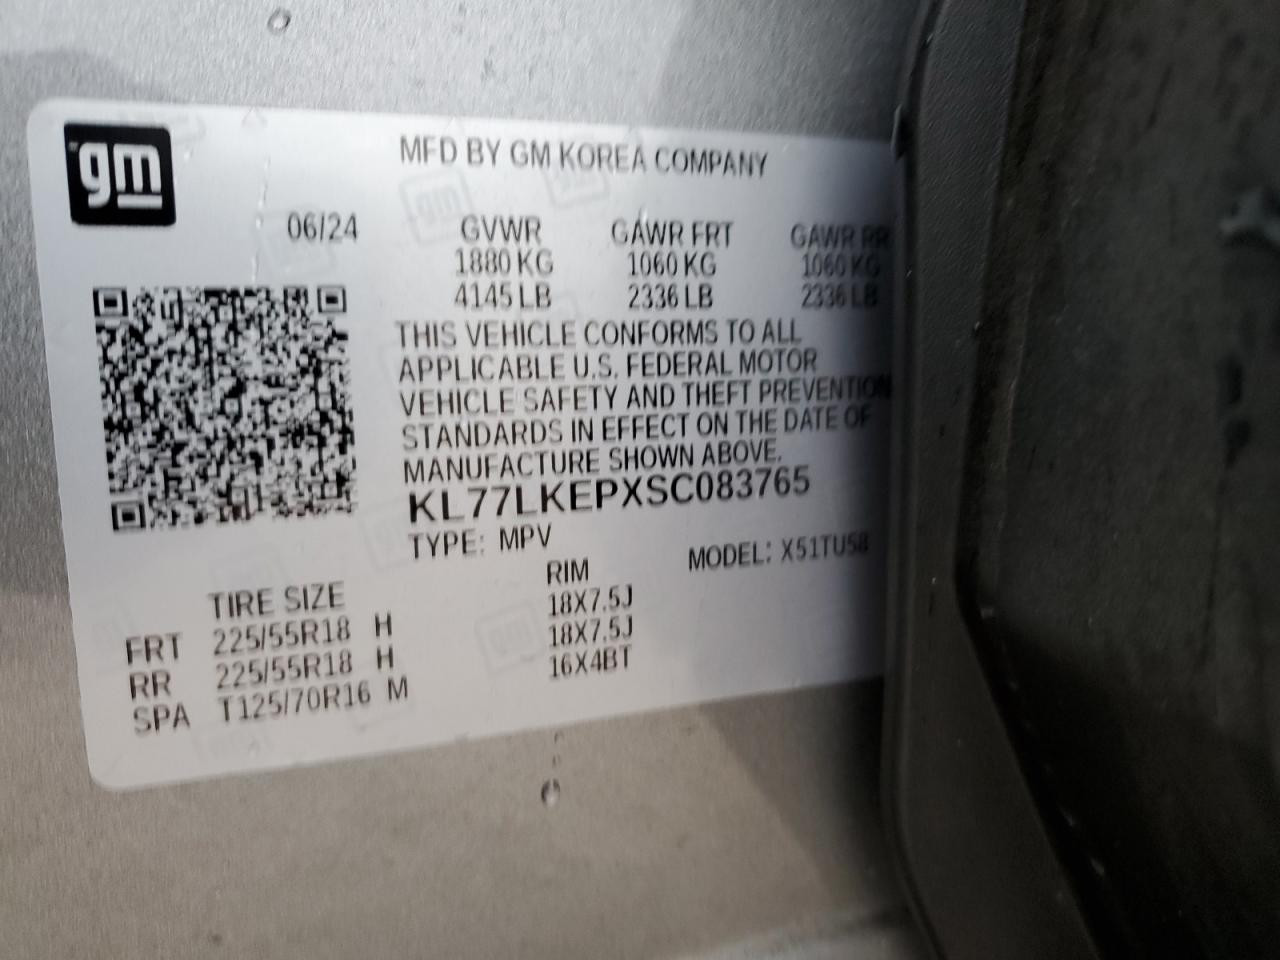 gm
MFD BY GM KOREA COMPANY
06/24 GVWR GAWR FRT GAWR RR
1880 KG 1060 KG 1060 KG
4145 LB 2336 LB 2336 LB
THIS VEHICLE CONFORMS TO ALL
APPLICABLE U.S. FEDERAL MOTOR
VEHICLE SAFETY AND THEFT PREVENTION
STANDARDS IN EFFECT ON THE DATE OF
MANUFACTURE SHOWN ABOVE.
KL77LKEPXSC083765
TYPE: MPV MODEL: X51TU58
TIRE SIZE RIM
FRT 225/55R18 H 18X7.5J
RR 225/55R18 H 18X7.5J
SPA T125/70R16 M 16X4BT